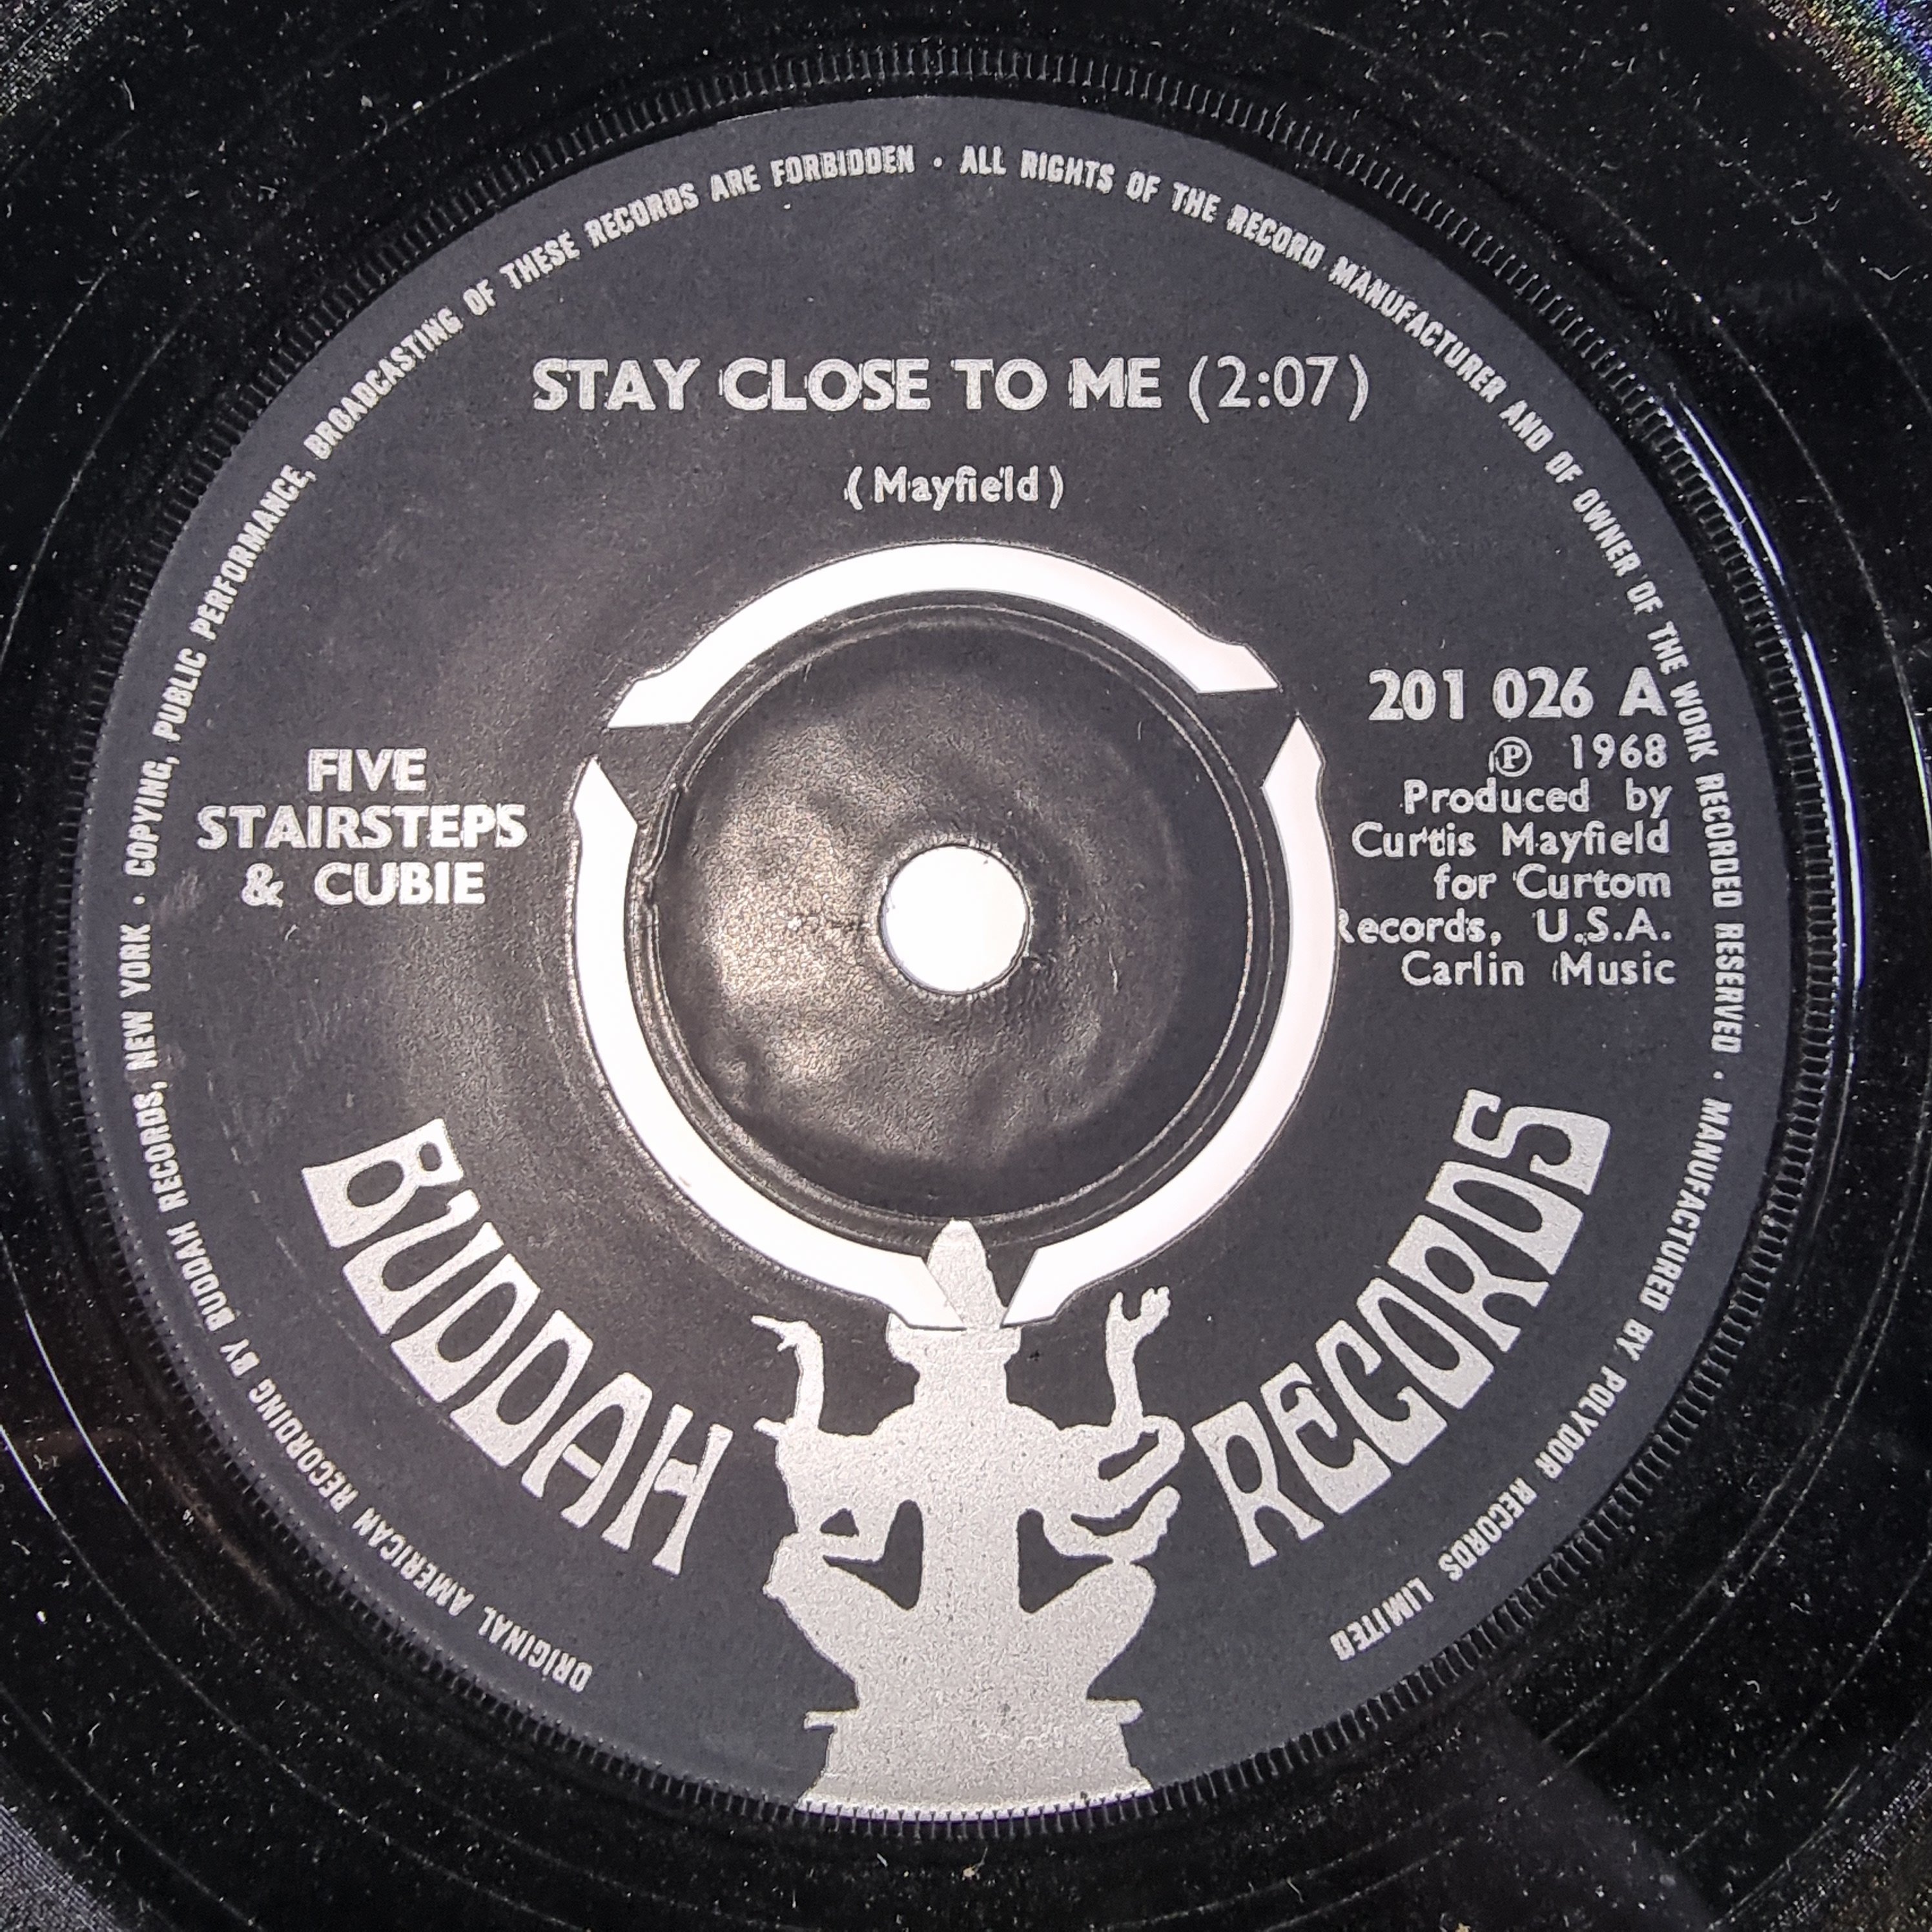 ORIGINAL AMERICAN RECORDING BY BUDDAH RECORDS, NEW YORK · COPYING, PUBLIC PERFORMANCE, BROADCASTING OF THESE RECORDS ARE FORBIDDEN · ALL RIGHTS OF THE RECORD MANUFACTURER AND OF OWNER OF THE WORK RECORDED RESERVED · MANUFACTURED BY POLYDOR RECORDS LIMITED
STAY CLOSE TO ME (2:07)
(Mayfield)
FIVE
STAIRSTEPS
& CUBIE
201 026 A
Ⓟ 1968
Produced by
Curtis Mayfield
for Curtom
Records, U.S.A.
Carlin Music
BUDDAH RECORDS